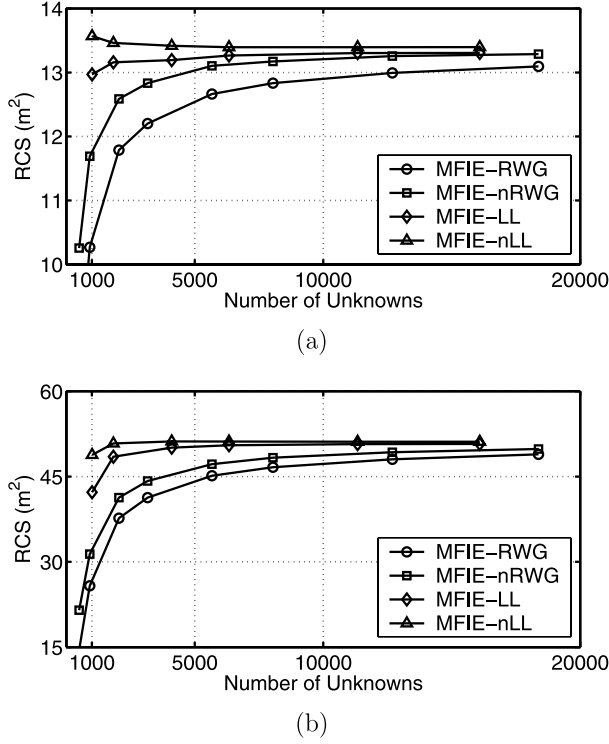 14
13
12
11
10
RCS (m²)
MFIE−RWG
MFIE−nRWG
MFIE−LL
MFIE−nLL
1000 5000 10000 20000
Number of Unknowns
(a)
60
45
30
15
RCS (m²)
MFIE−RWG
MFIE−nRWG
MFIE−LL
MFIE−nLL
1000 5000 10000 20000
Number of Unknowns
(b)